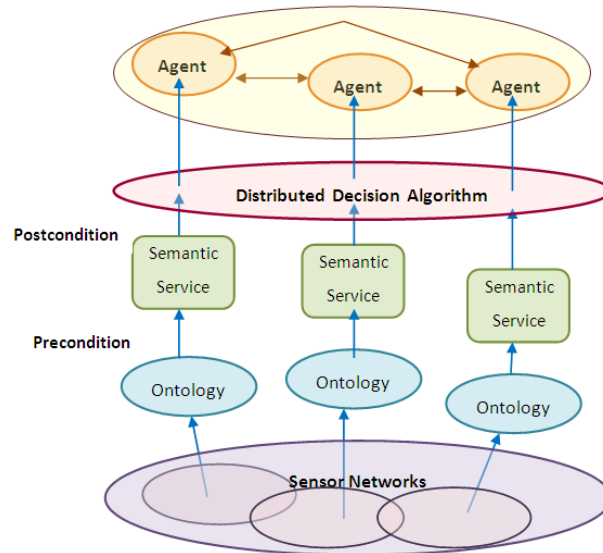 Agent
Agent
Agent
Distributed Decision Algorithm
Postcondition
Semantic
Service
Semantic
Service
Semantic
Service
Precondition
Ontology
Ontology
Ontology
Sensor Networks